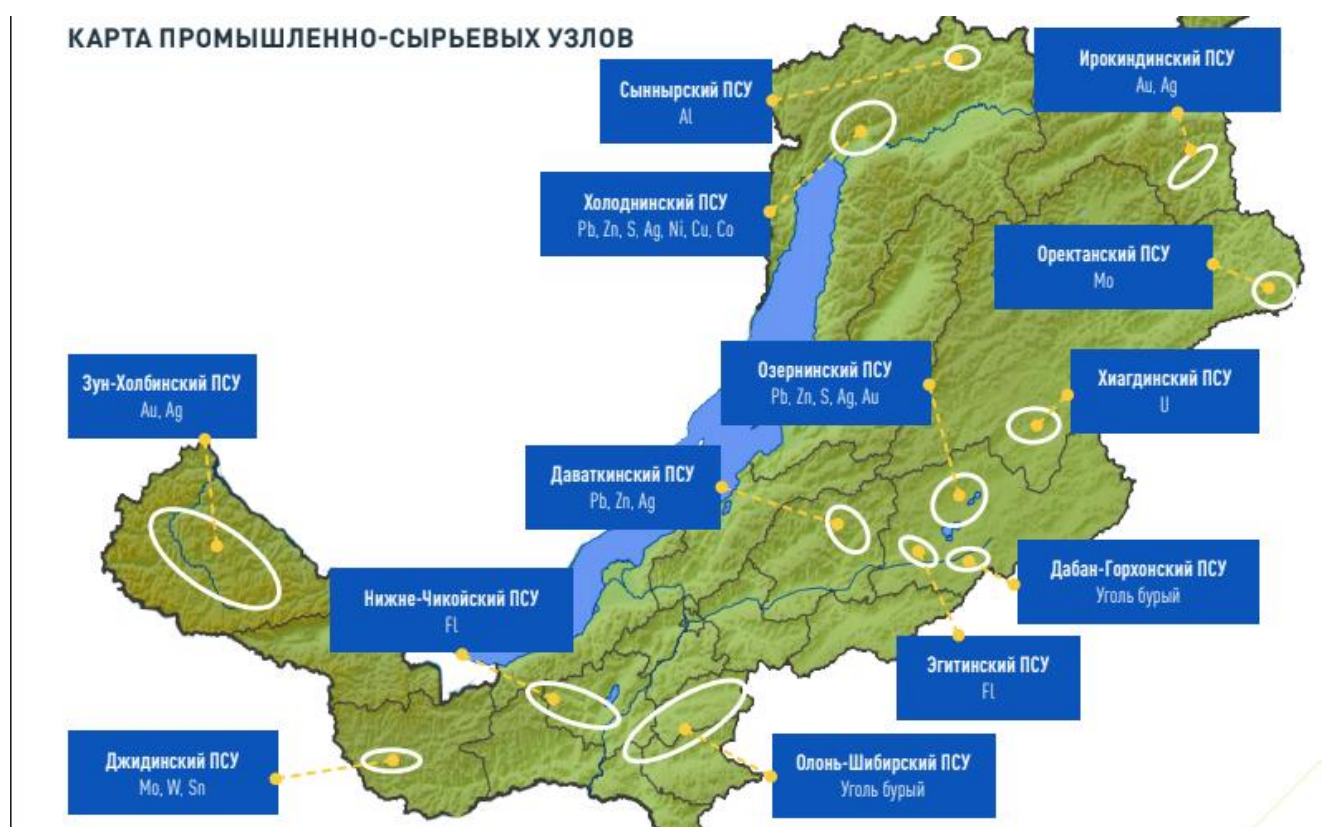 КАРТА ПРОМЫШЛЕННО-СЫРЬЕВЫХ УЗЛОВ
Сыннырский ПСУ
Al
Ирокиндинский ПСУ
Au, Ag
Холоднинский ПСУ
Pb, Zn, S, Ag, Ni, Cu, Co
Оректанский ПСУ
Mo
Зун-Холбинский ПСУ
Au, Ag
Озернинский ПСУ
Pb, Zn, S, Ag, Au
Хиагдинский ПСУ
U
Даваткинский ПСУ
Pb, Zn, Ag
Нижне-Чикойский ПСУ
Fl
Дабан-Горхонский ПСУ
Уголь бурый
Эгитинский ПСУ
Fl
Джидинский ПСУ
Mo, W, Sn
Олонь-Шибирский ПСУ
Уголь бурый